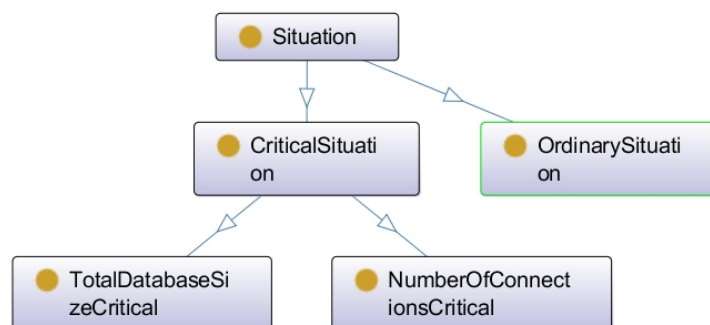 Situation
CriticalSituati
on
OrdinarySituati
on
TotalDatabaseSi
zeCritical
NumberOfConnect
ionsCritical